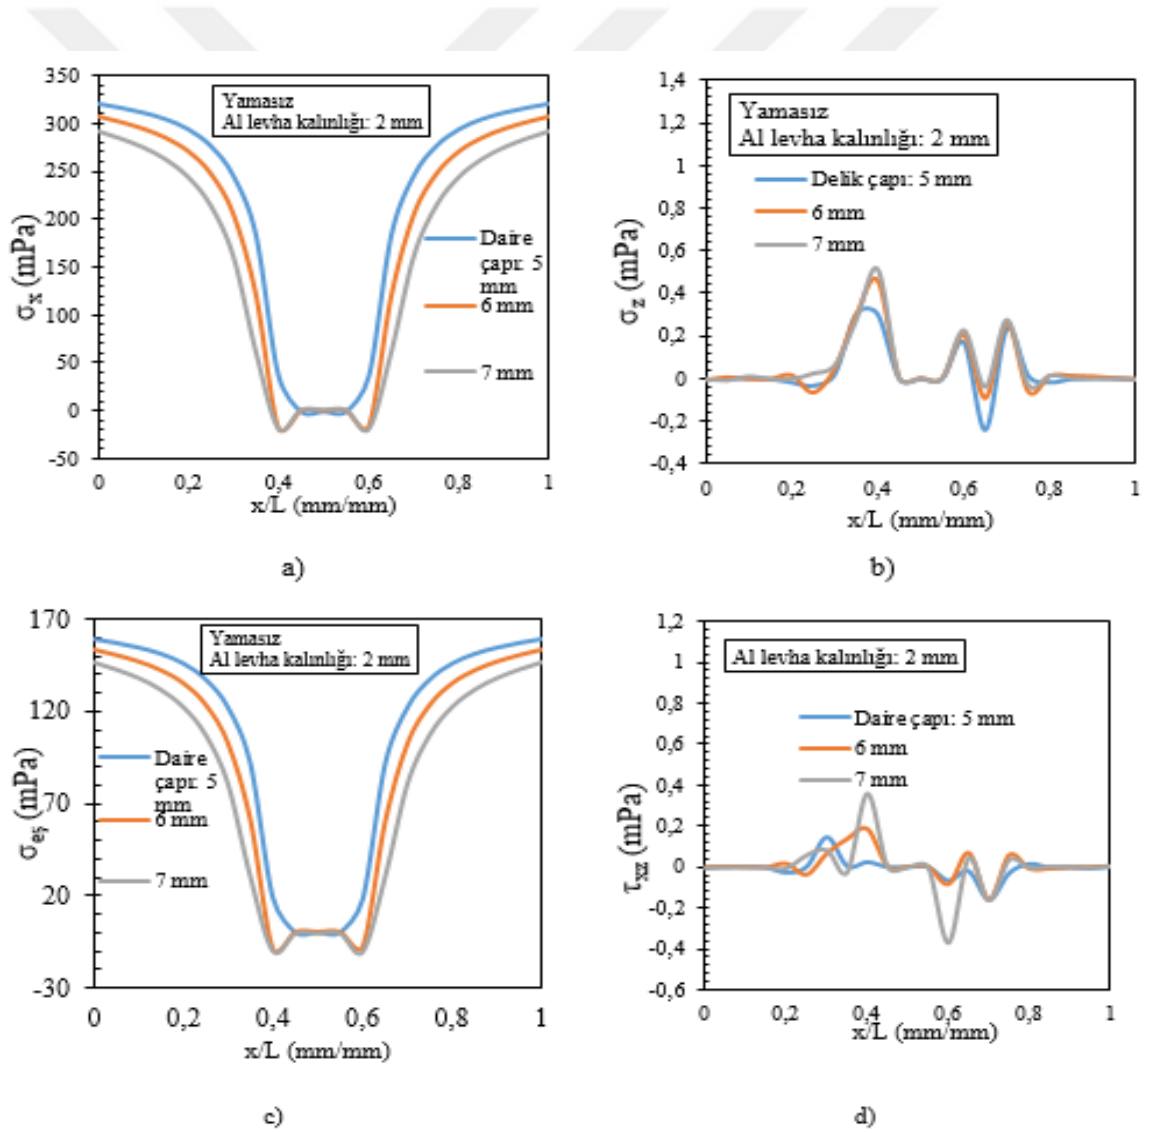 350
300
250
200
150
100
50
0
-50
σx (mPa)
Yamasız
Al levha kalınlığı: 2 mm
Daire
çapı: 5
mm
6 mm
7 mm
0 0,2 0,4 0,6 0,8 1
x/L (mm/mm)
a)
1,4
1,2
1
0,8
0,6
0,4
0,2
0
-0,2
-0,4
σz (mPa)
Yamasız
Al levha kalınlığı: 2 mm
Delik çapı: 5 mm
6 mm
7 mm
0 0,2 0,4 0,6 0,8 1
x/L (mm/mm)
b)
170
120
70
20
-30
σeş (mPa)
Yamasız
Al levha kalınlığı: 2 mm
Daire
çapı: 5
mm
6 mm
7 mm
0 0,2 0,4 0,6 0,8 1
x/L (mm/mm)
c)
1,2
1
0,8
0,6
0,4
0,2
0
-0,2
-0,4
-0,6
τxz (mPa)
Al levha kalınlığı: 2 mm
Daire çapı: 5 mm
6 mm
7 mm
0 0,2 0,4 0,6 0,8 1
x/L (mm/mm)
d)